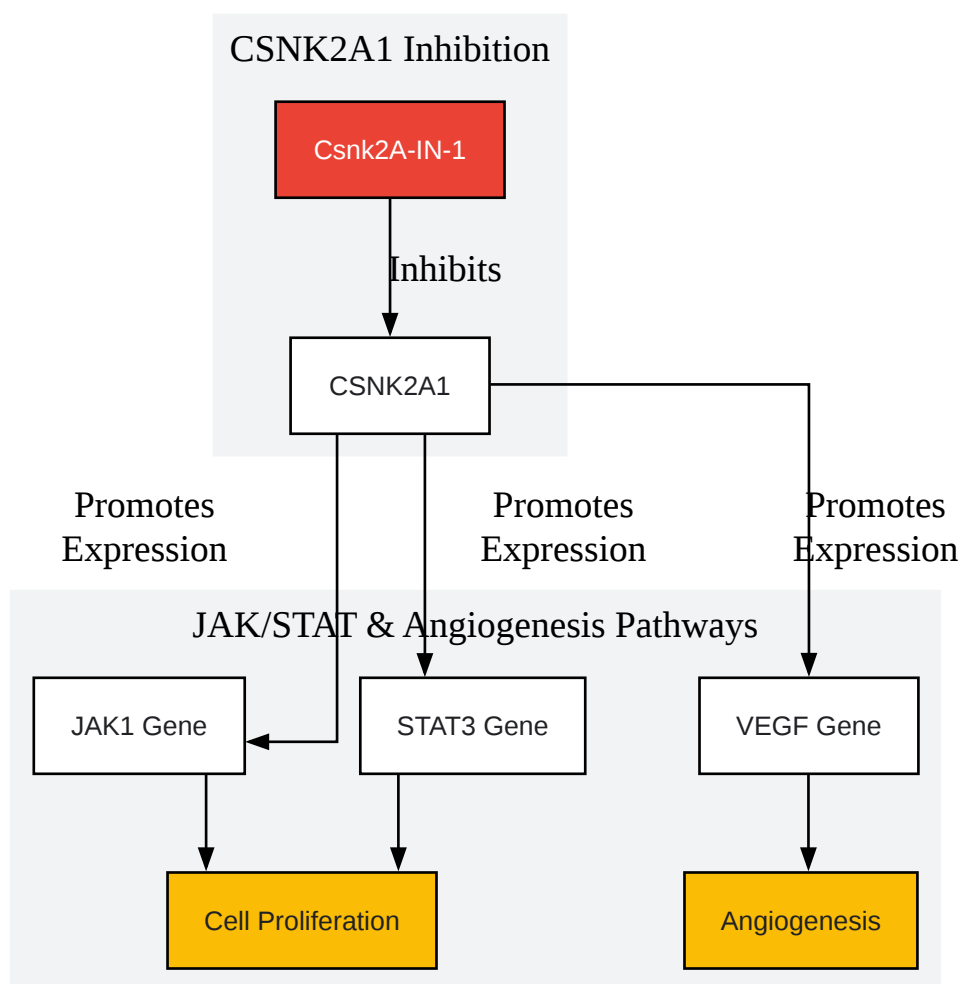 CSNK2A1 Inhibition
Csnk2A-IN-1
Inhibits
CSNK2A1
Promotes
Expression
Promotes
Expression
Promotes
Expression
JAK/STAT & Angiogenesis Pathways
JAK1 Gene
STAT3 Gene
VEGF Gene
Cell Proliferation
Angiogenesis